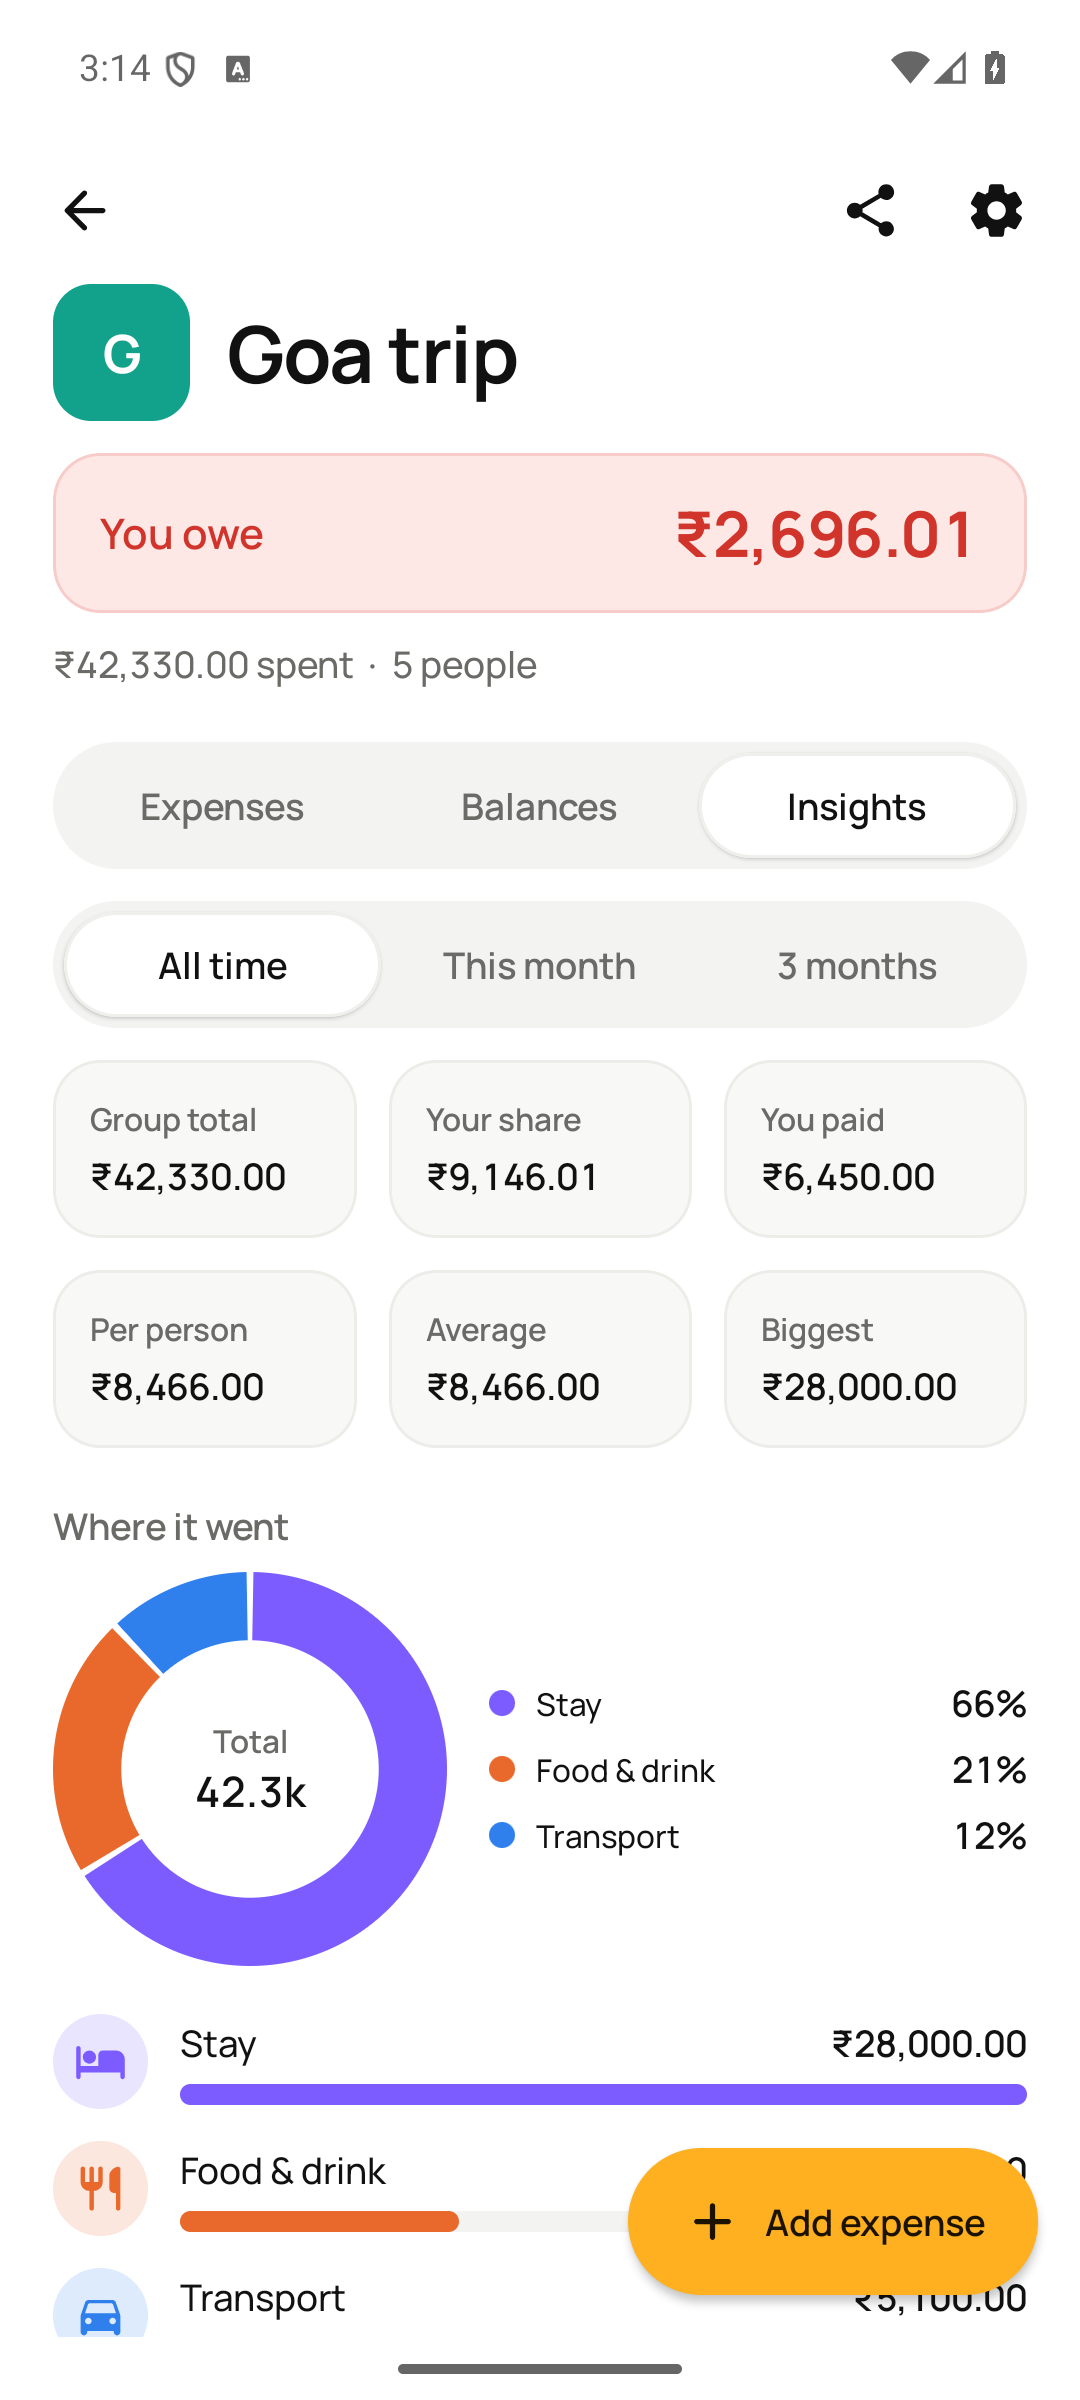 3:14
G
Goa trip
You owe ₹2,696.01
₹42,330.00 spent · 5 people
Expenses Balances Insights
All time This month 3 months
Group total Your share You paid
₹42,330.00 ₹9,146.01 ₹6,450.00
Per person Average Biggest
₹8,466.00 ₹8,466.00 ₹28,000.00
Where it went
Total
42.3k
Stay 66%
Food & drink 21%
Transport 12%
Stay ₹28,000.00
Food & drink
Add expense
Transport ₹5,100.00